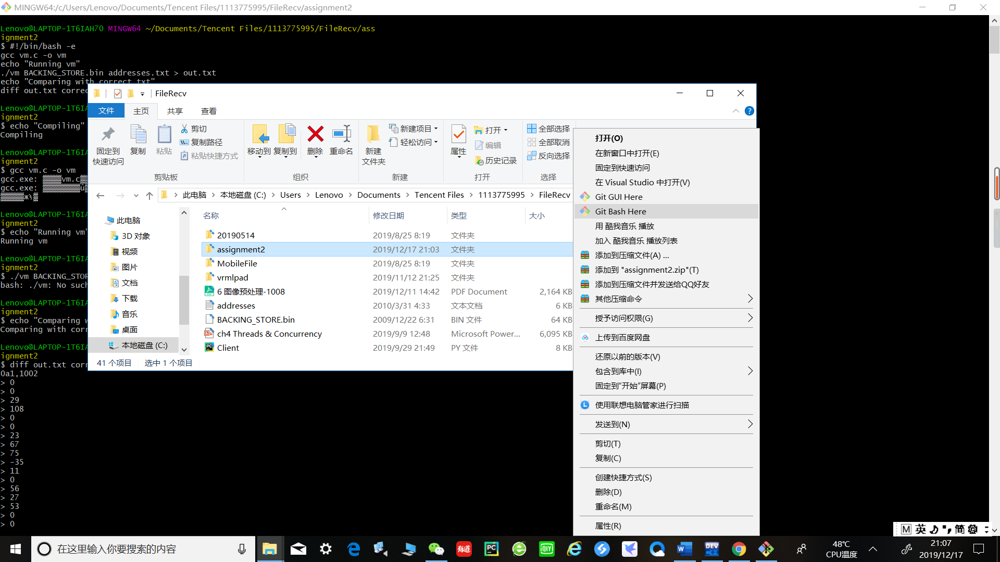 MINGW64:/c/Users/Lenovo/Documents/Tencent Files/1113775995/FileRecv/assignment2
Lenovo@LAPTOP-1T6IAH70 MINGW64 ~/Documents/Tencent Files/1113775995/FileRecv/ass
ignment2
$ #!/bin/bash -e
gcc vm.c -o vm
echo "Running vm"
./vm BACKING_STORE.bin addresses.txt > out.txt
echo "Comparing with correct.txt"
diff out.txt correc
Lenovo@LAPTOP-1T6IA
ignment2
$ echo "Compiling"
Compiling
Lenovo@LAPTOP-1T6IA
ignment2
$ gcc vm.c -o vm
gcc.exe: vm.c
gcc.exe:
Lenovo@LAPTOP-1T6IA
ignment2
$ echo "Running vm"
Running vm
Lenovo@LAPTOP-1T6IA
ignment2
$ ./vm BACKING_STOR
bash: ./vm: No such
Lenovo@LAPTOP-1T6IA
ignment2
$ echo "Comparing w
Comparing with corr
Lenovo@LAPTOP-1T6IA
ignment2
$ diff out.txt corr
0a1,1002
> 0
> 0
> 29
> 108
> 0
> 0
> 23
> 67
> 75
> -35
> 11
> 0
> 56
> 27
> 53
> 0
> 0
FileRecv
文件 主页 共享 查看
固定到
快速访问
复制
粘贴
剪切
复制路径
粘贴快捷方式
剪贴板
移动到 复制到 删除 重命名
组织
新建
文件夹
新建项目
轻松访问
新建
属性
打开
编辑
历史记录
打开
全部选择
全部取消
反向选择
选择
此电脑 > 本地磁盘 (C:) > Users > Lenovo > Documents > Tencent Files > 1113775995 > FileRecv
此电脑
3D 对象
视频
图片
文档
下载
音乐
桌面
本地磁盘 (C:)
名称 修改日期 类型 大小
20190514 2019/8/25 8:19 文件夹
assignment2 2019/12/17 21:03 文件夹
MobileFile 2019/8/25 8:19 文件夹
vrmlpad 2019/11/12 21:25 文件夹
6 图像预处理-1008 2019/12/11 14:42 PDF Document 2,164 KB
addresses 2010/3/31 4:33 文本文档 6 KB
BACKING_STORE.bin 2009/12/22 6:31 BIN 文件 64 KB
ch4 Threads & Concurrency 2019/9/9 12:48 Microsoft Power... 6,095 KB
Client 2019/9/29 21:49 PY 文件 8 KB
41 个项目 选中 1 个项目
打开(O)
在新窗口中打开(E)
固定到快速访问
在 Visual Studio 中打开(V)
Git GUI Here
Git Bash Here
用 酷我音乐 播放
加入 酷我音乐 播放列表
添加到压缩文件(A) ...
添加到 "assignment2.zip"(T)
添加到压缩文件并发送给QQ好友
其他压缩命令
授予访问权限(G)
上传到百度网盘
还原以前的版本(V)
包含到库中(I)
固定到“开始”屏幕(P)
使用联想电脑管家进行扫描
发送到(N)
剪切(T)
复制(C)
创建快捷方式(S)
删除(D)
重命名(M)
属性(R)
M 英 简
在这里输入你要搜索的内容
有道
PC
iQIYI
W
DEV
48℃
CPU温度
21:07
2019/12/17